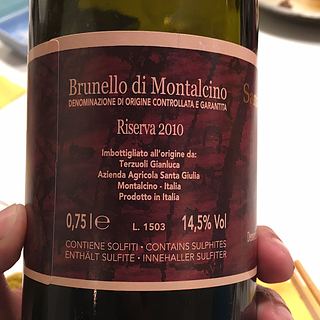 Brunello di Montalcino
DENOMINAZIONE DI ORIGINE CONTROLLATA E GARANTITA
Riserva 2010
Imbottigliato all'origine da:
Terzuoli Gianluca
Azienda Agricola Santa Giulia
Montalcino - Italia
Prodotto in Italia
0,75 l e L. 1503 14,5% Vol
CONTIENE SOLFITI • CONTAINS SULPHITES
ENTHÄLT SULFITE • INNEHALLER SULFITER